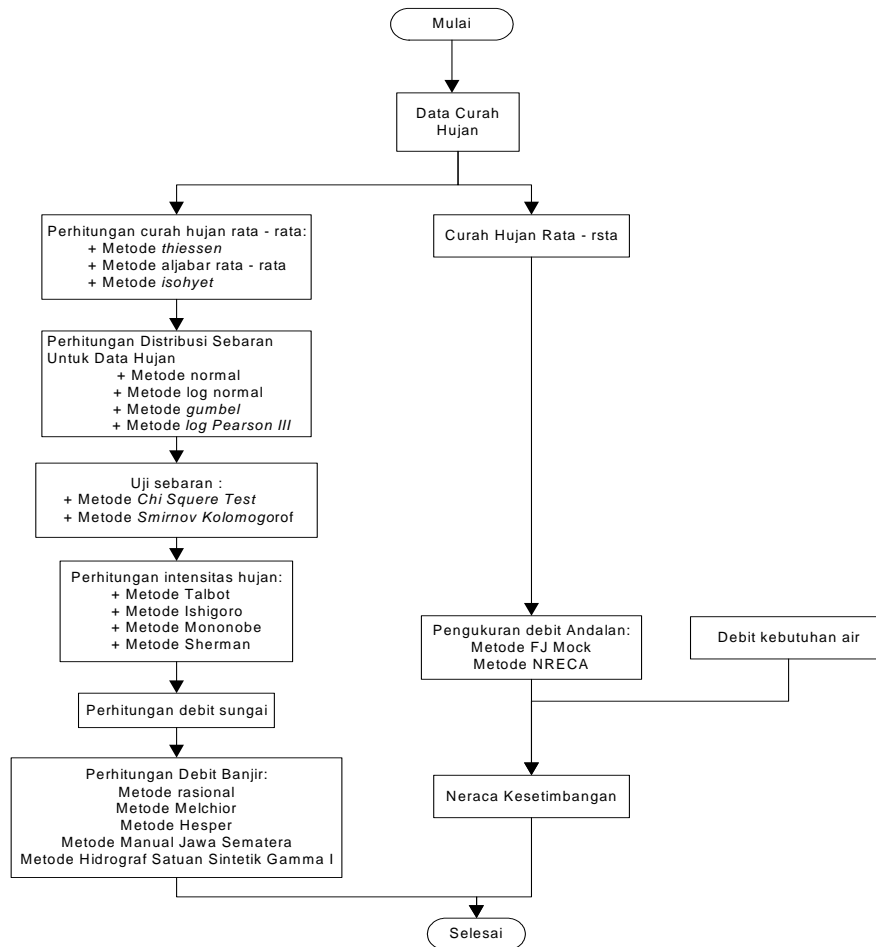 Mulai
Data Curah
Hujan
Perhitungan curah hujan rata - rata:
+ Metode thiessen
+ Metode aljabar rata - rata
+ Metode isohyet
Curah Hujan Rata - rsta
Perhitungan Distribusi Sebaran
Untuk Data Hujan
+ Metode normal
+ Metode log normal
+ Metode gumbel
+ Metode log Pearson III
Uji sebaran :
+ Metode Chi Squere Test
+ Metode Smirnov Kolomogorof
Perhitungan intensitas hujan:
+ Metode Talbot
+ Metode Ishigoro
+ Metode Mononobe
+ Metode Sherman
Pengukuran debit Andalan:
Metode FJ Mock
Metode NRECA
Debit kebutuhan air
Perhitungan debit sungai
Perhitungan Debit Banjir:
Metode rasional
Metode Melchior
Metode Hesper
Metode Manual Jawa Sematera
Metode Hidrograf Satuan Sintetik Gamma I
Neraca Kesetimbangan
Selesai